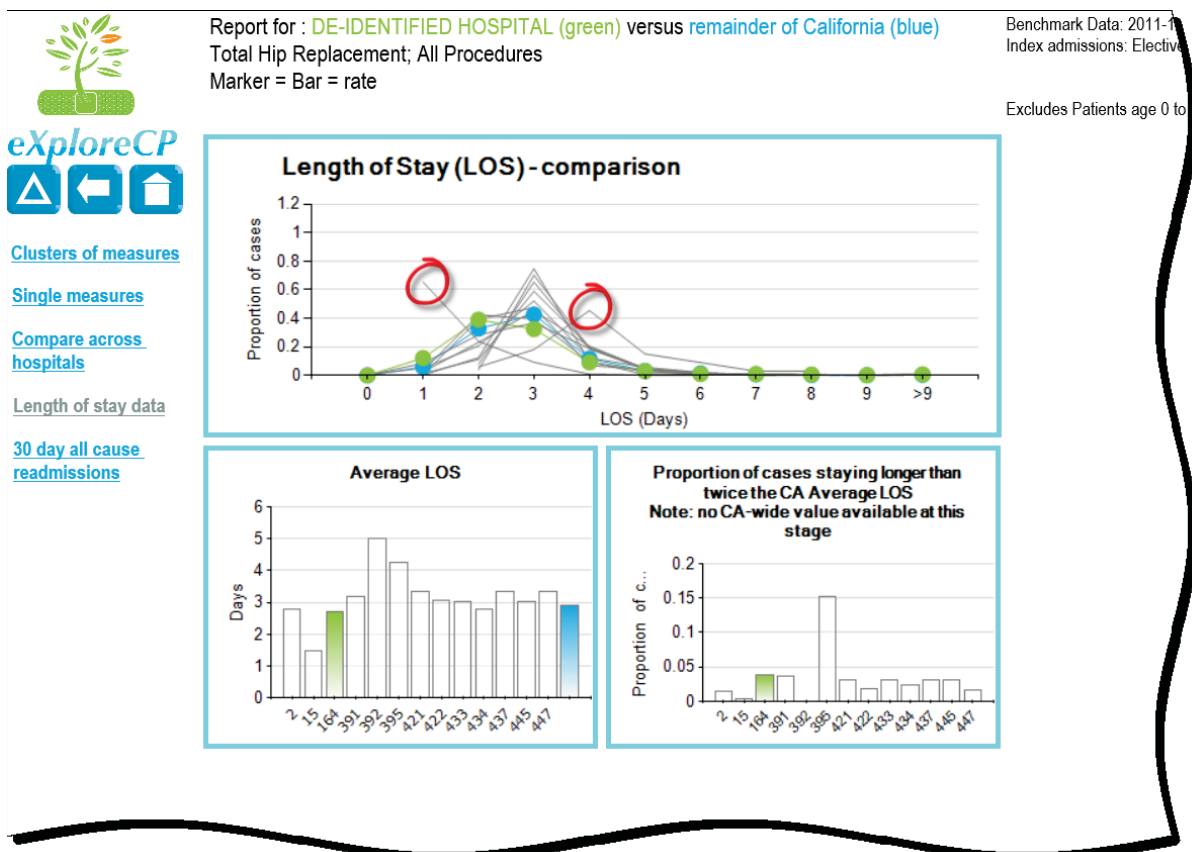 Report for : DE-IDENTIFIED HOSPITAL (green) versus remainder of California (blue)
Total Hip Replacement; All Procedures
Marker = Bar = rate
Benchmark Data: 2011-1
Index admissions: Elective
Excludes Patients age 0 to
eXploreCP
Clusters of measures
Single measures
Compare across
hospitals
Length of stay data
30 day all cause
readmissions
Length of Stay (LOS) - comparison
Proportion of cases
1.2
1
0.8
0.6
0.4
0.2
0
0 1 2 3 4 5 6 7 8 9 >9
LOS (Days)
Average LOS
Days
6
5
4
3
2
1
0
2 15 164 391 392 395 421 422 433 434 437 445 447
Proportion of cases staying longer than
twice the CA Average LOS
Note: no CA-wide value available at this
stage
Proportion of c...
0.2
0.15
0.1
0.05
0
2 15 164 391 392 395 421 422 433 434 437 445 447